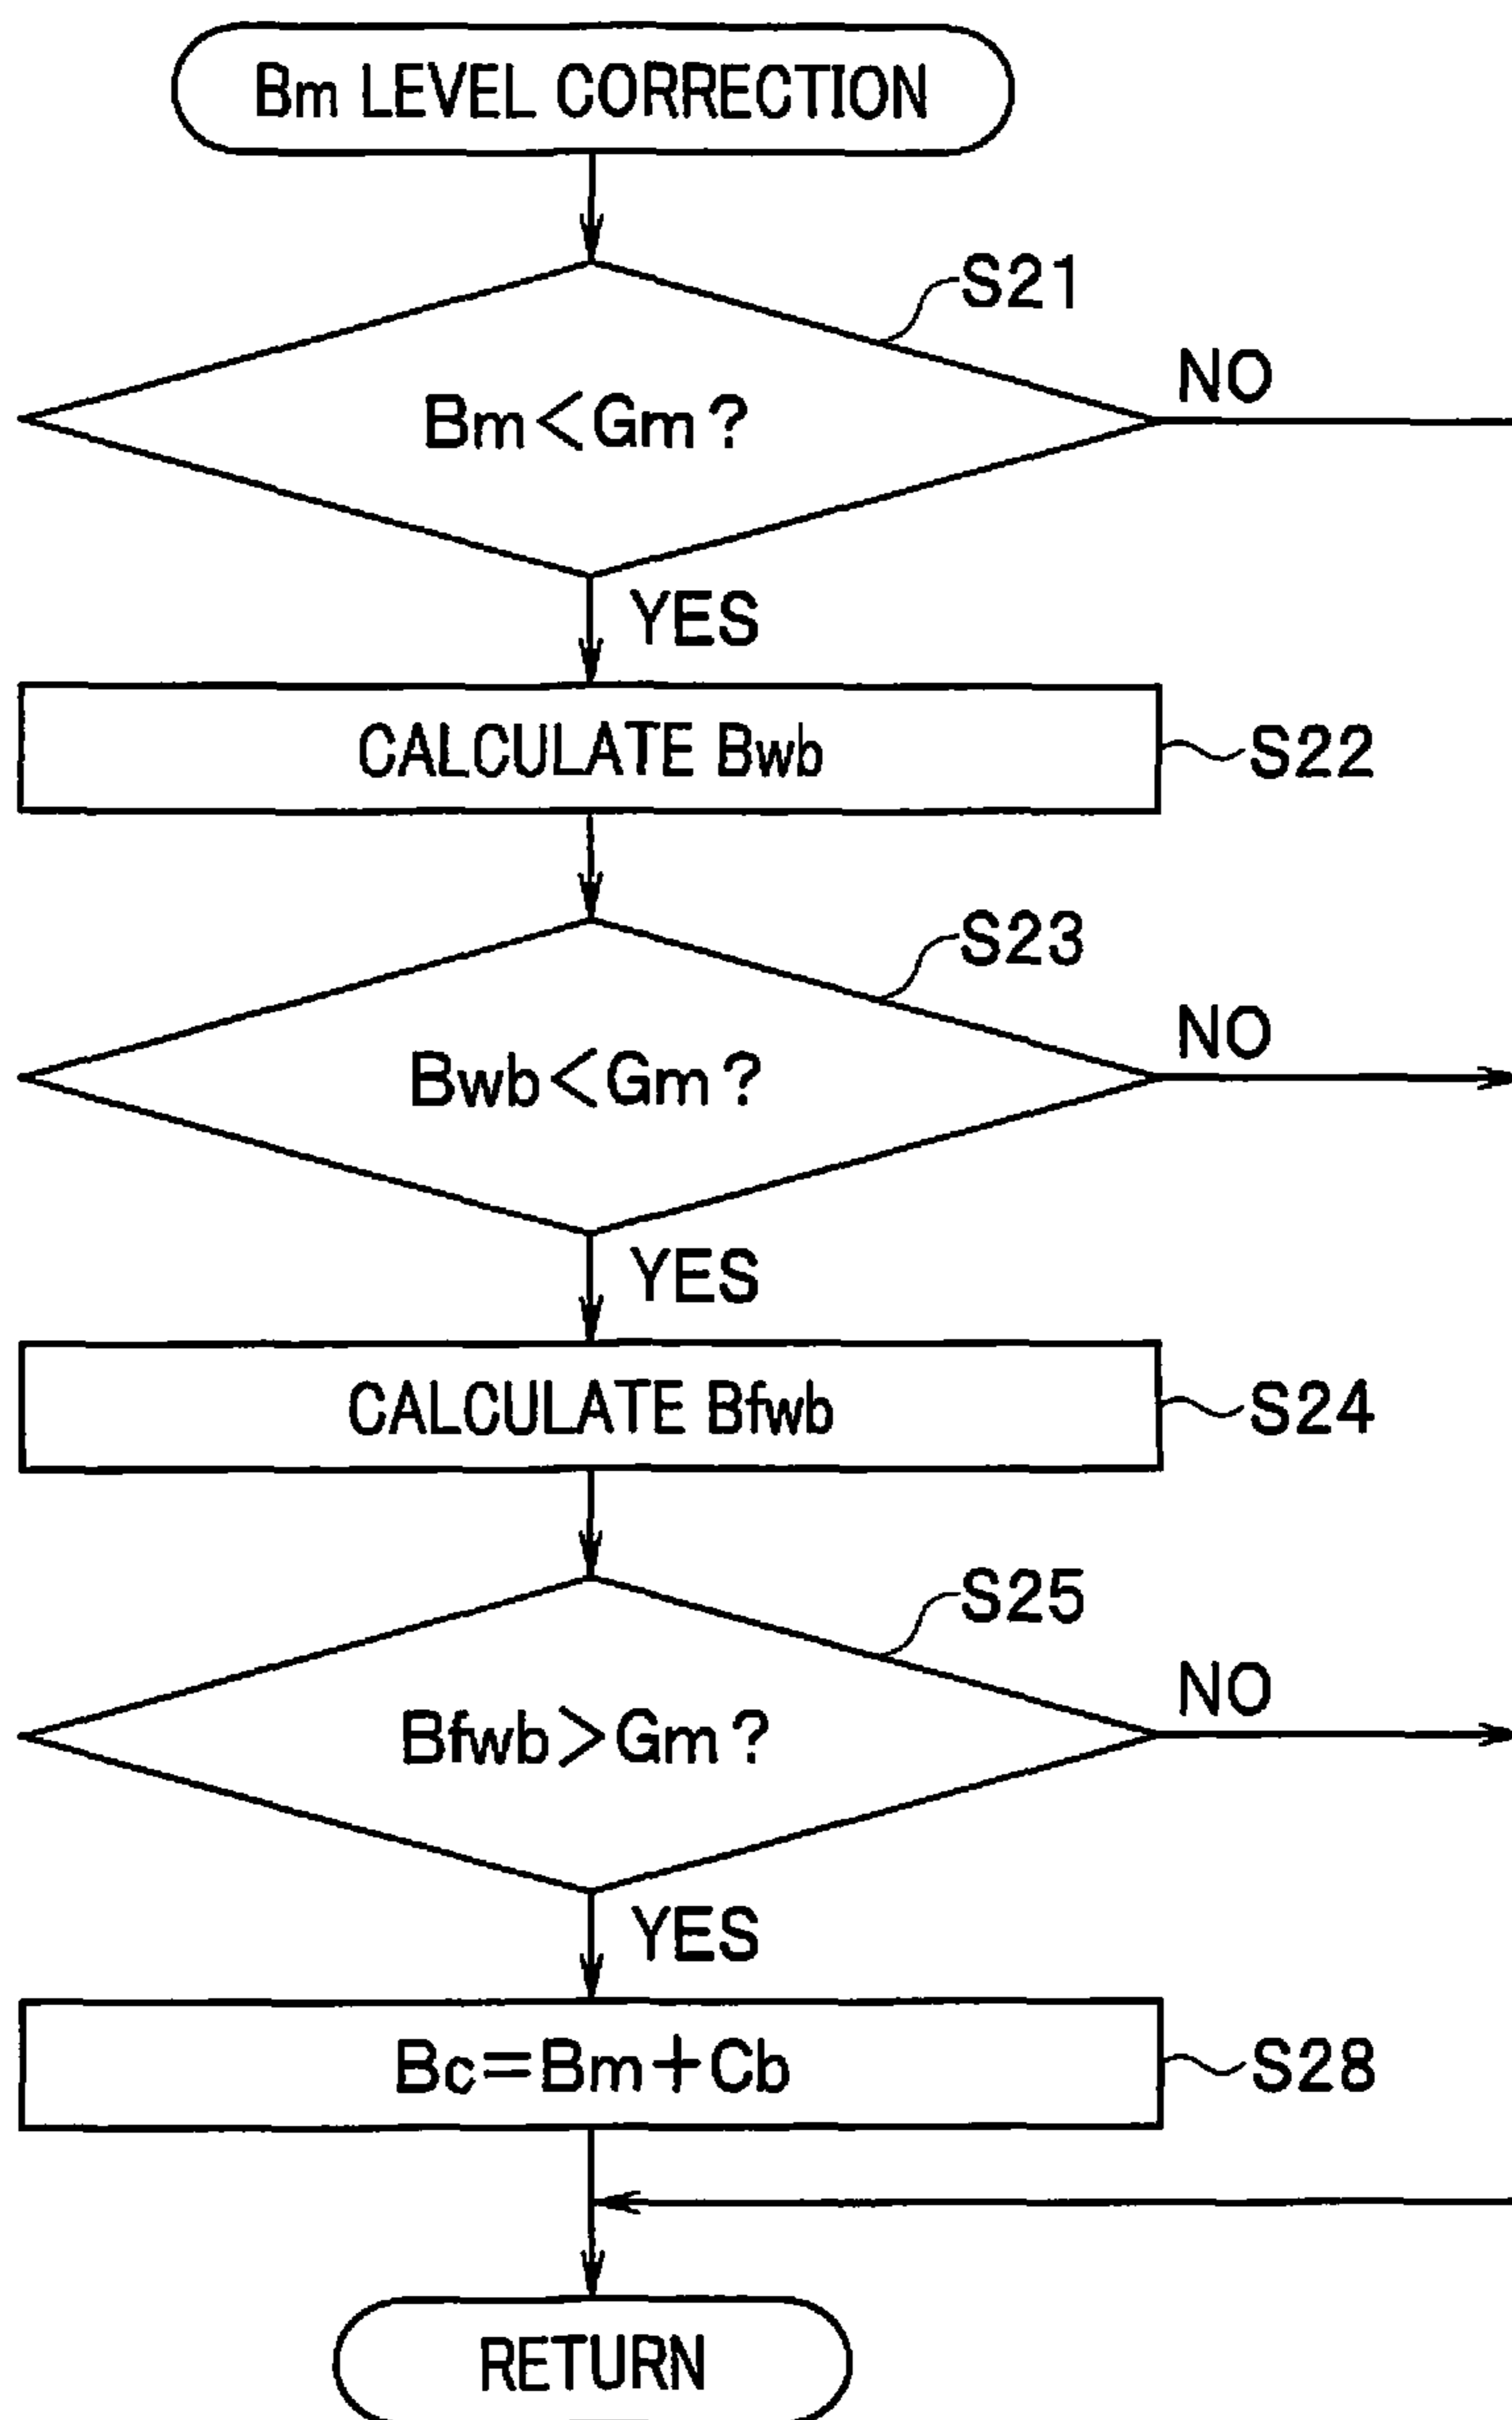 Bm LEVEL CORRECTION
S21
Bm<Gm?
NO
YES
CALCULATE Bwb
S22
S23
Bwb<Gm?
NO
YES
CALCULATE Bfwb
S24
S25
Bfwb>Gm?
NO
YES
Bc=Bm+Cb
S28
RETURN